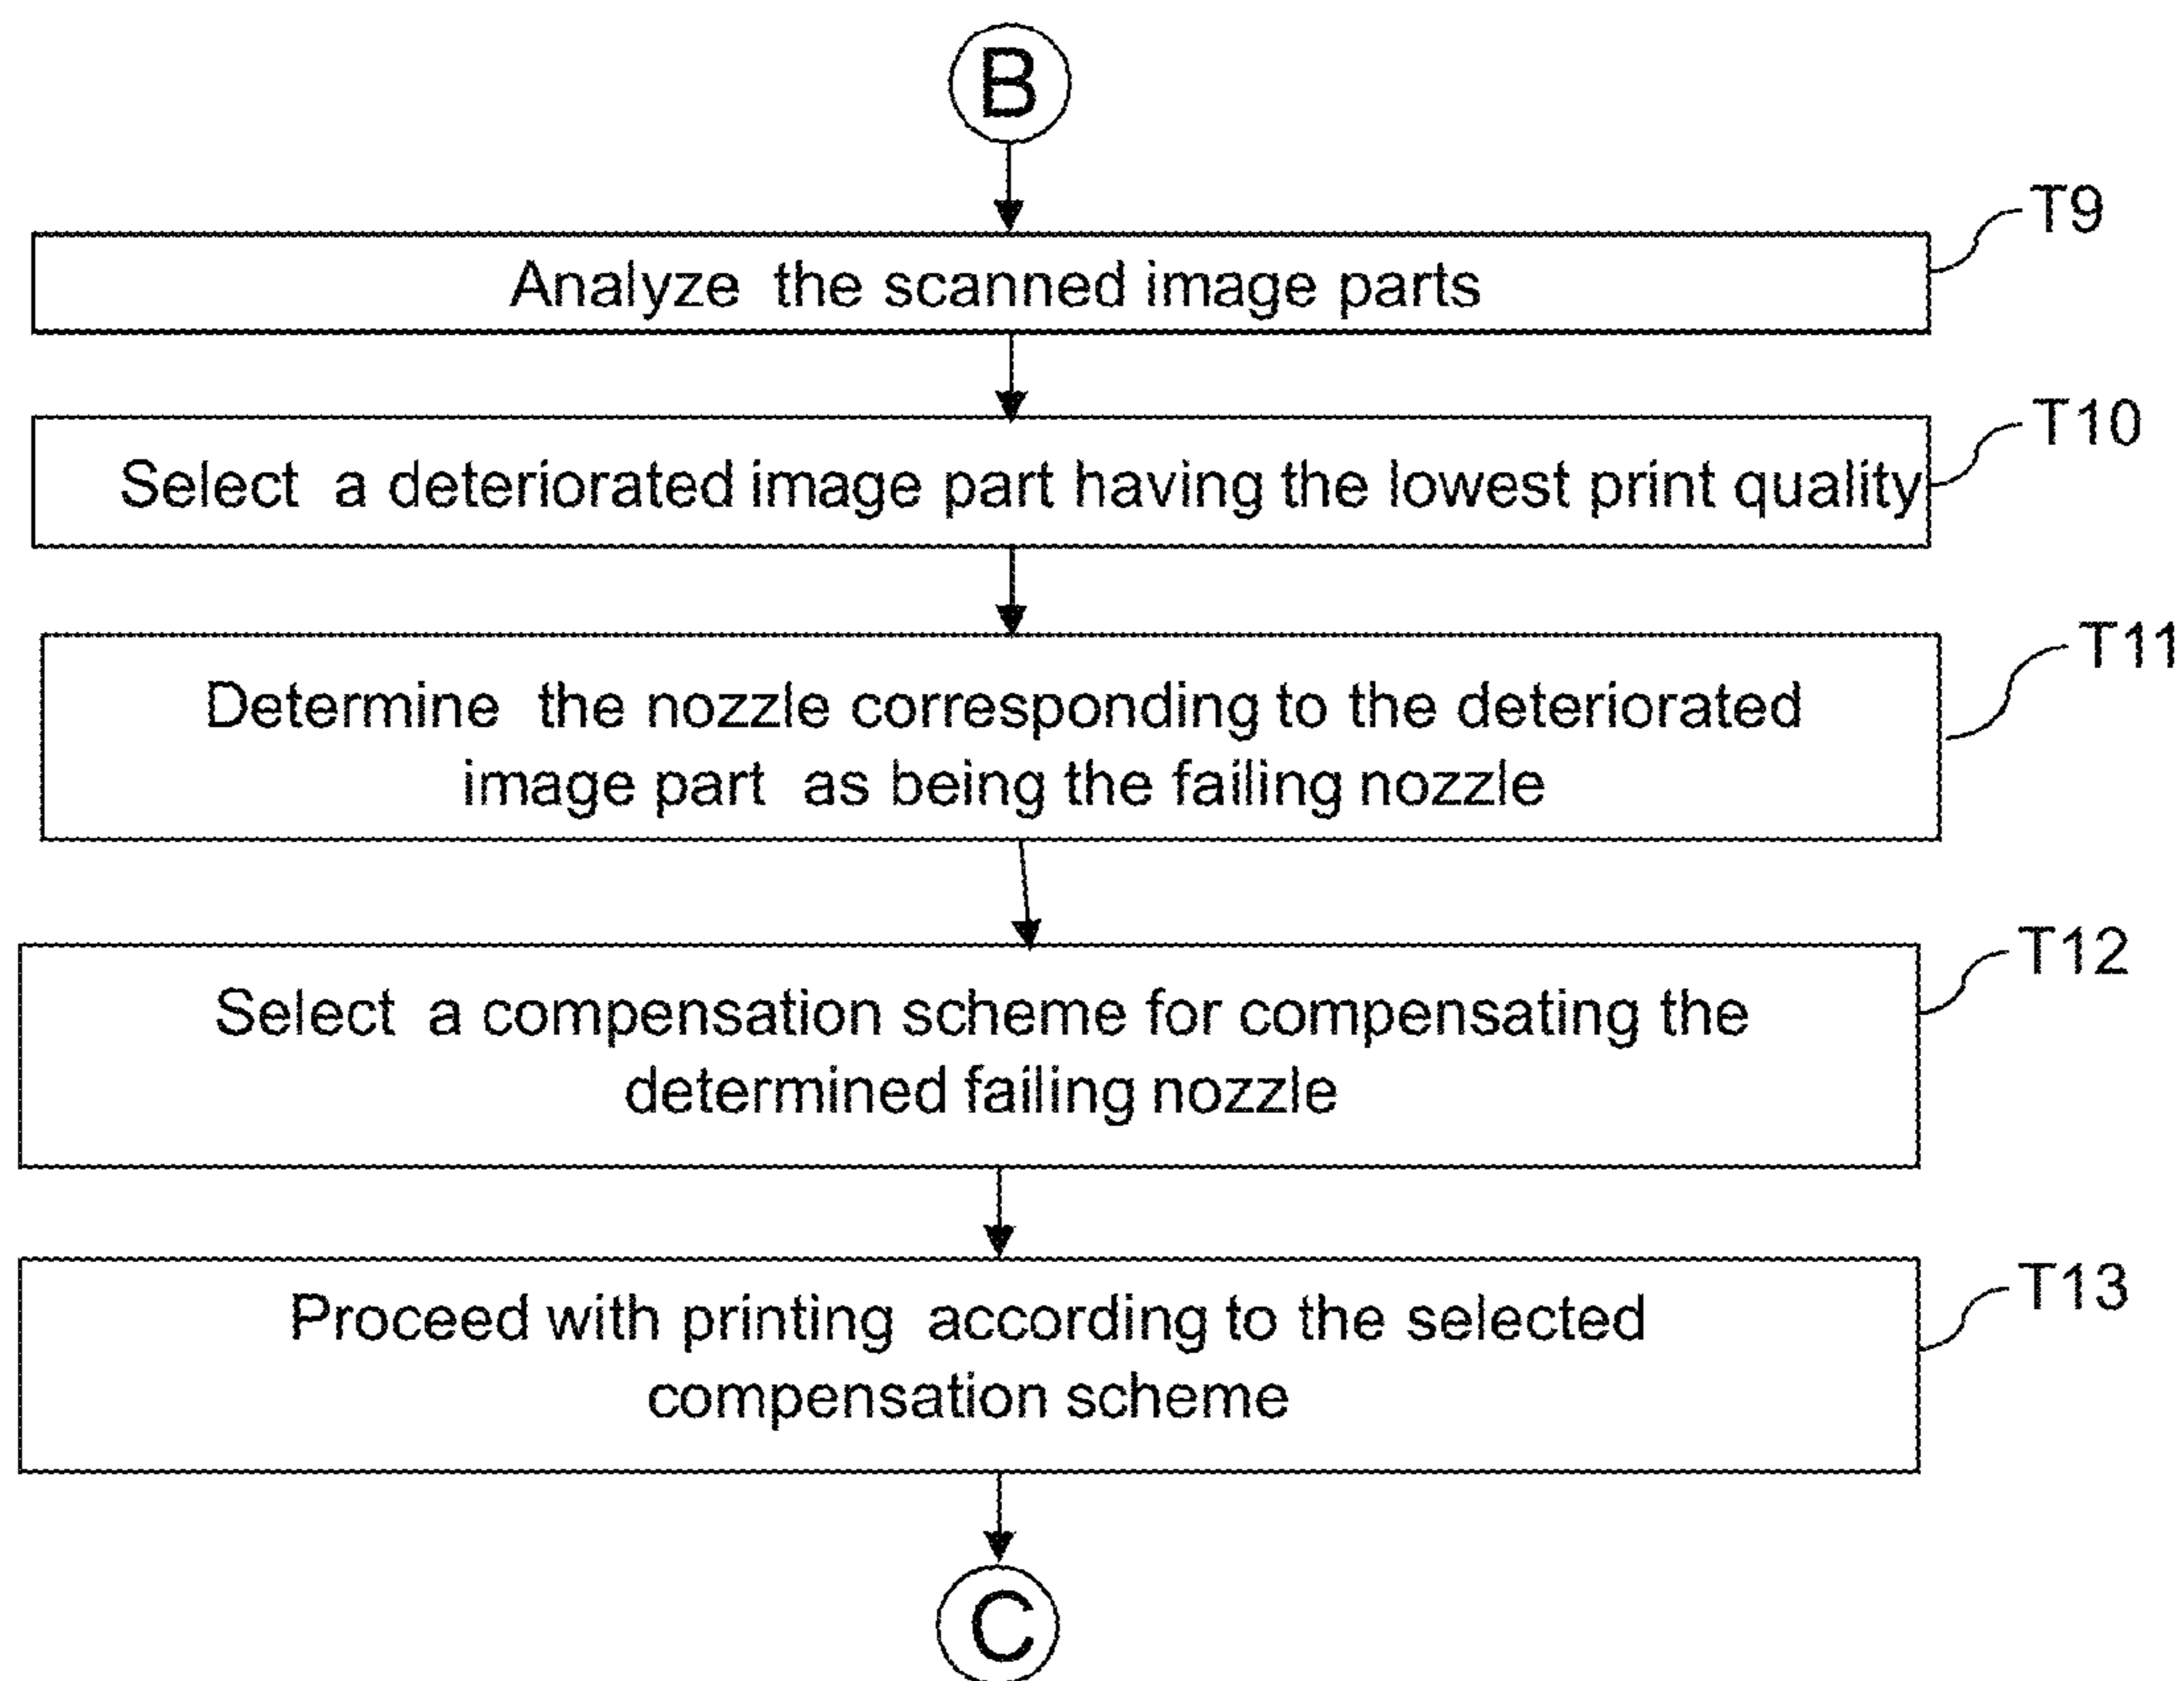 B
T9
Analyze the scanned image parts
T10
Select a deteriorated image part having the lowest print quality
T11
Determine the nozzle corresponding to the deteriorated
image part as being the failing nozzle
T12
Select a compensation scheme for compensating the
determined failing nozzle
T13
Proceed with printing according to the selected
compensation scheme
C